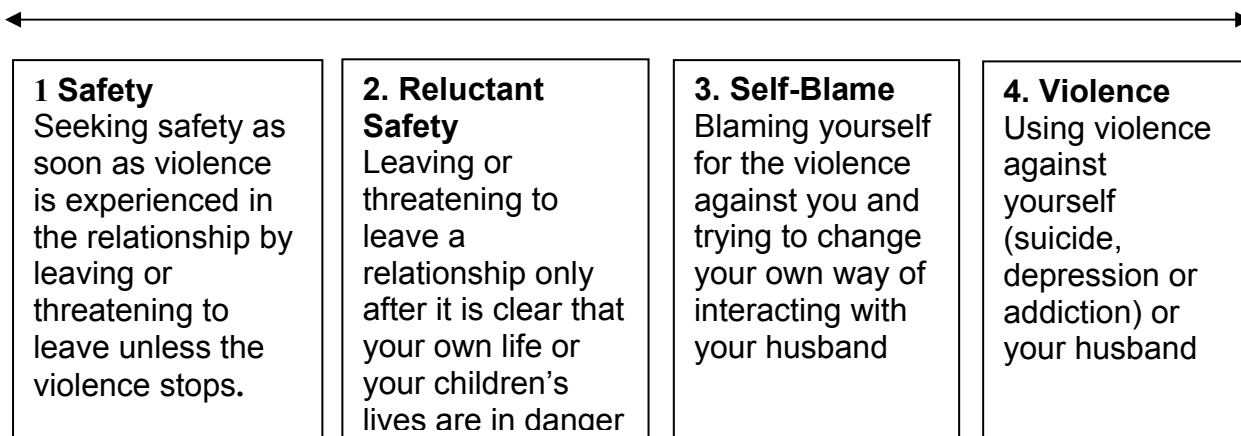 1 Safety
Seeking safety as
soon as violence
is experienced in
the relationship by
leaving or
threatening to
leave unless the
violence stops.
2. Reluctant
Safety
Leaving or
threatening to
leave a
relationship only
after it is clear that
your own life or
your children’s
lives are in danger
3. Self-Blame
Blaming yourself
for the violence
against you and
trying to change
your own way of
interacting with
your husband
4. Violence
Using violence
against
yourself
(suicide,
depression or
addiction) or
your husband